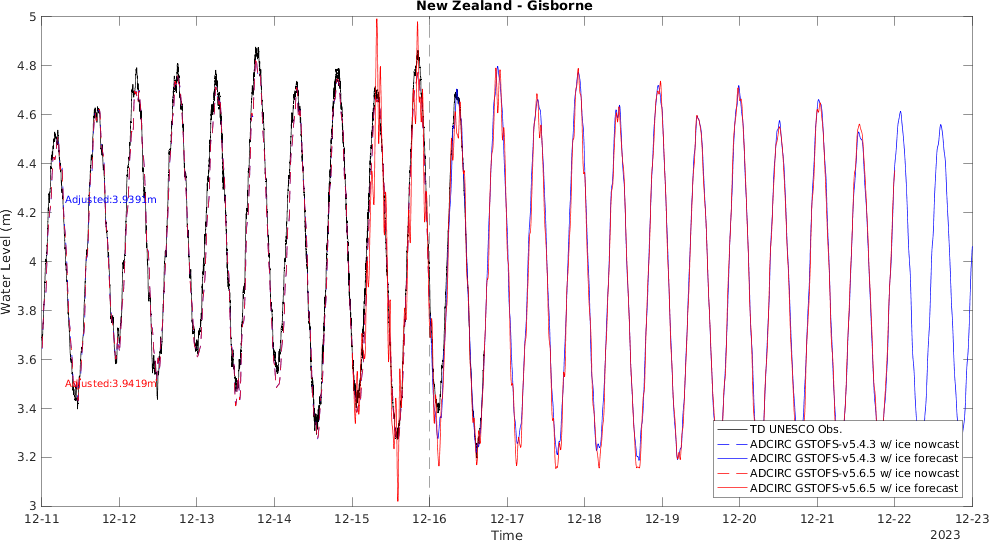 New Zealand - Gisborne
5
4.8
4.6
4.4
4.2
4
3.8
3.6
3.4
3.2
3
Water Level (m)
Adjusted:3.9391m
Adjusted:3.9419m
TD UNESCO Obs.
ADCIRC GSTOFS-v5.4.3 w/ ice nowcast
ADCIRC GSTOFS-v5.4.3 w/ ice forecast
ADCIRC GSTOFS-v5.6.5 w/ ice nowcast
ADCIRC GSTOFS-v5.6.5 w/ ice forecast
12-11 12-12 12-13 12-14 12-15 12-16 12-17 12-18 12-19 12-20 12-21 12-22 12-23
Time
2023